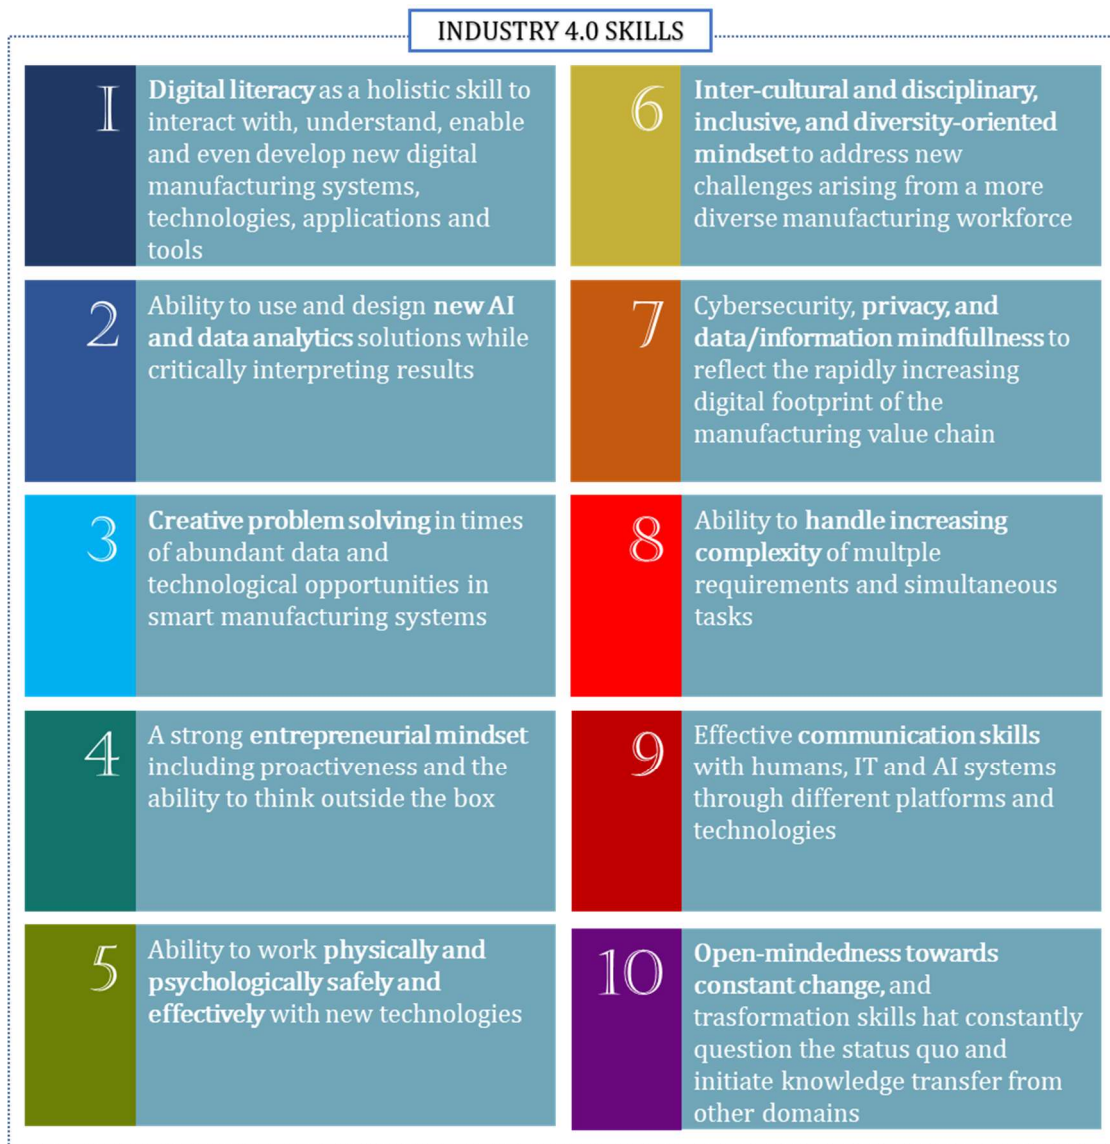 INDUSTRY 4.0 SKILLS
1
Digital literacy as a holistic skill to
interact with, understand, enable
and even develop new digital
manufacturing systems,
technologies, applications and
tools
2
Ability to use and design new AI
and data analytics solutions while
critically interpreting results
3
Creative problem solving in times
of abundant data and
technological opportunities in
smart manufacturing systems
4
A strong entrepreneurial mindset
including proactiveness and the
ability to think outside the box
5
Ability to work physically and
psychologically safely and
effectively with new technologies
6
Inter-cultural and disciplinary,
inclusive, and diversity-oriented
mindset to address new
challenges arising from a more
diverse manufacturing workforce
7
Cybersecurity, privacy, and
data/information mindfullness to
reflect the rapidly increasing
digital footprint of the
manufacturing value chain
8
Ability to handle increasing
complexity of multple
requirements and simultaneous
tasks
9
Effective communication skills
with humans, IT and AI systems
through different platforms and
technologies
10
Open-mindedness towards
constant change, and
trasformation skills hat constantly
question the status quo and
initiate knowledge transfer from
other domains